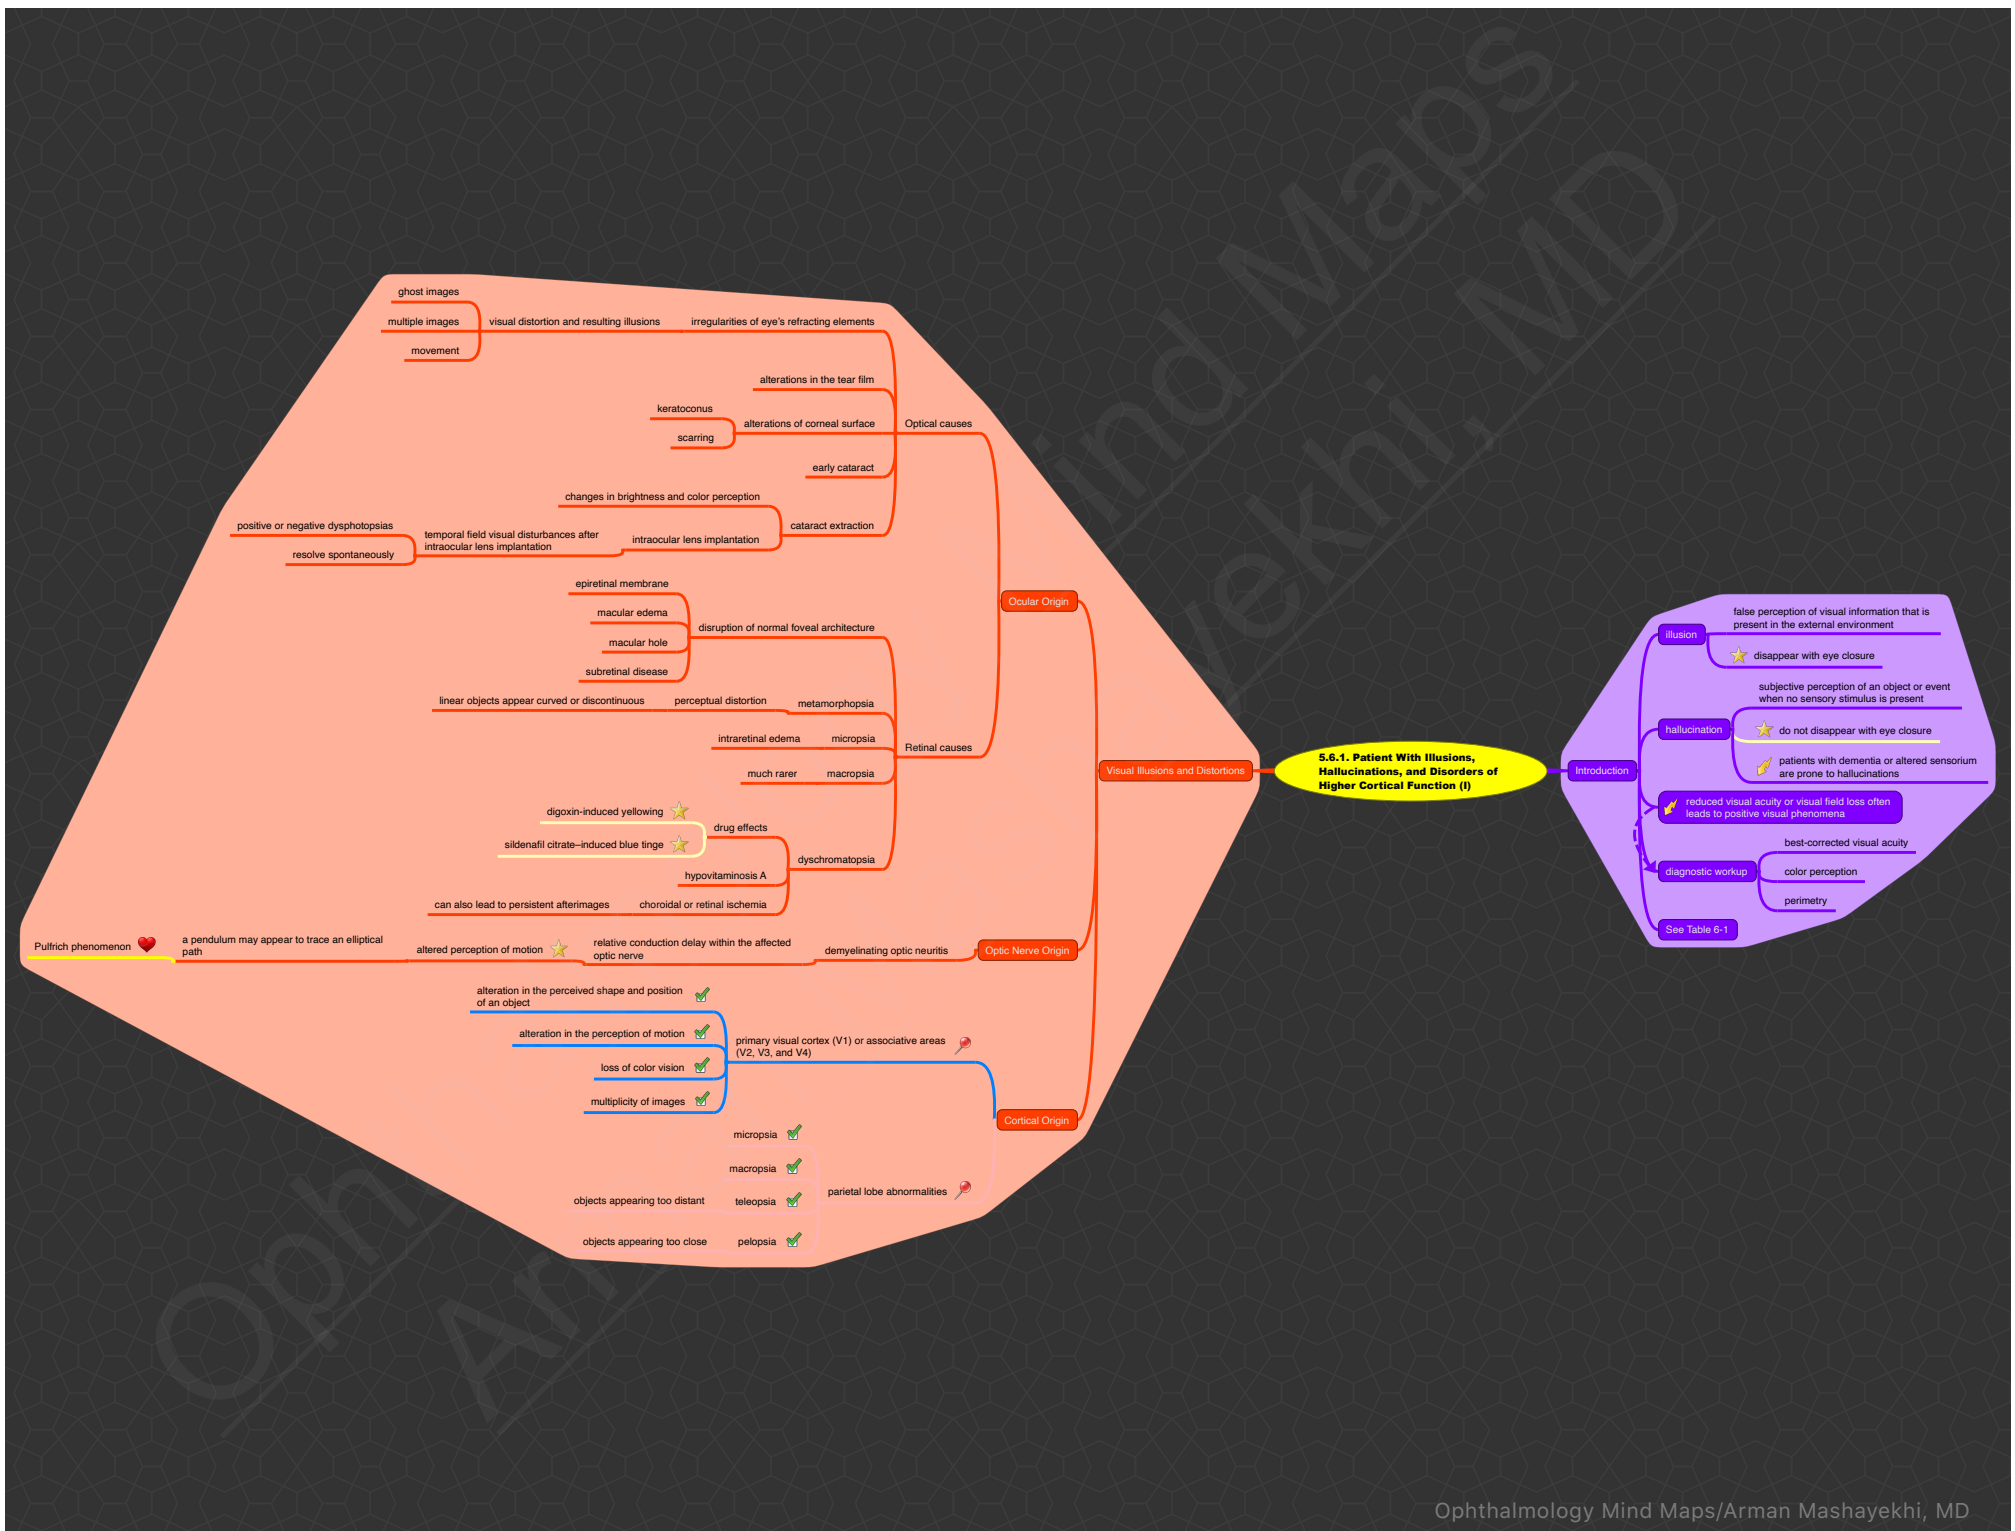 5.6.1. Patient With Illusions,
Hallucinations, and Disorders of
Higher Cortical Function (I)
Introduction
illusion
false perception of visual information that is
present in the external environment
disappear with eye closure
hallucination
subjective perception of an object or event
when no sensory stimulus is present
do not disappear with eye closure
patients with dementia or altered sensorium
are prone to hallucinations
reduced visual acuity or visual field loss often
leads to positive visual phenomena
diagnostic workup
best-corrected visual acuity
color perception
perimetry
See Table 6-1
Visual Illusions and Distortions
Ocular Origin
Optical causes
irregularities of eye's refracting elements
visual distortion and resulting illusions
ghost images
multiple images
movement
alterations in the tear film
alterations of corneal surface
keratoconus
scarring
early cataract
cataract extraction
changes in brightness and color perception
intraocular lens implantation
temporal field visual disturbances after
intraocular lens implantation
positive or negative dysphotopsias
resolve spontaneously
Retinal causes
disruption of normal foveal architecture
epiretinal membrane
macular edema
macular hole
subretinal disease
metamorphopsia
perceptual distortion
linear objects appear curved or discontinuous
micropsia
intraretinal edema
macropsia
much rarer
dyschromatopsia
drug effects
digoxin-induced yellowing
sildenafil citrate–induced blue tinge
hypovitaminosis A
choroidal or retinal ischemia
can also lead to persistent afterimages
Optic Nerve Origin
demyelinating optic neuritis
relative conduction delay within the affected
optic nerve
altered perception of motion
a pendulum may appear to trace an elliptical
path
Pulfrich phenomenon
Cortical Origin
primary visual cortex (V1) or associative areas
(V2, V3, and V4)
alteration in the perceived shape and position
of an object
alteration in the perception of motion
loss of color vision
multiplicity of images
parietal lobe abnormalities
micropsia
macropsia
teleopsia
objects appearing too distant
pelopsia
objects appearing too close
Ophthalmology Mind Maps/Arman Mashayekhi, MD